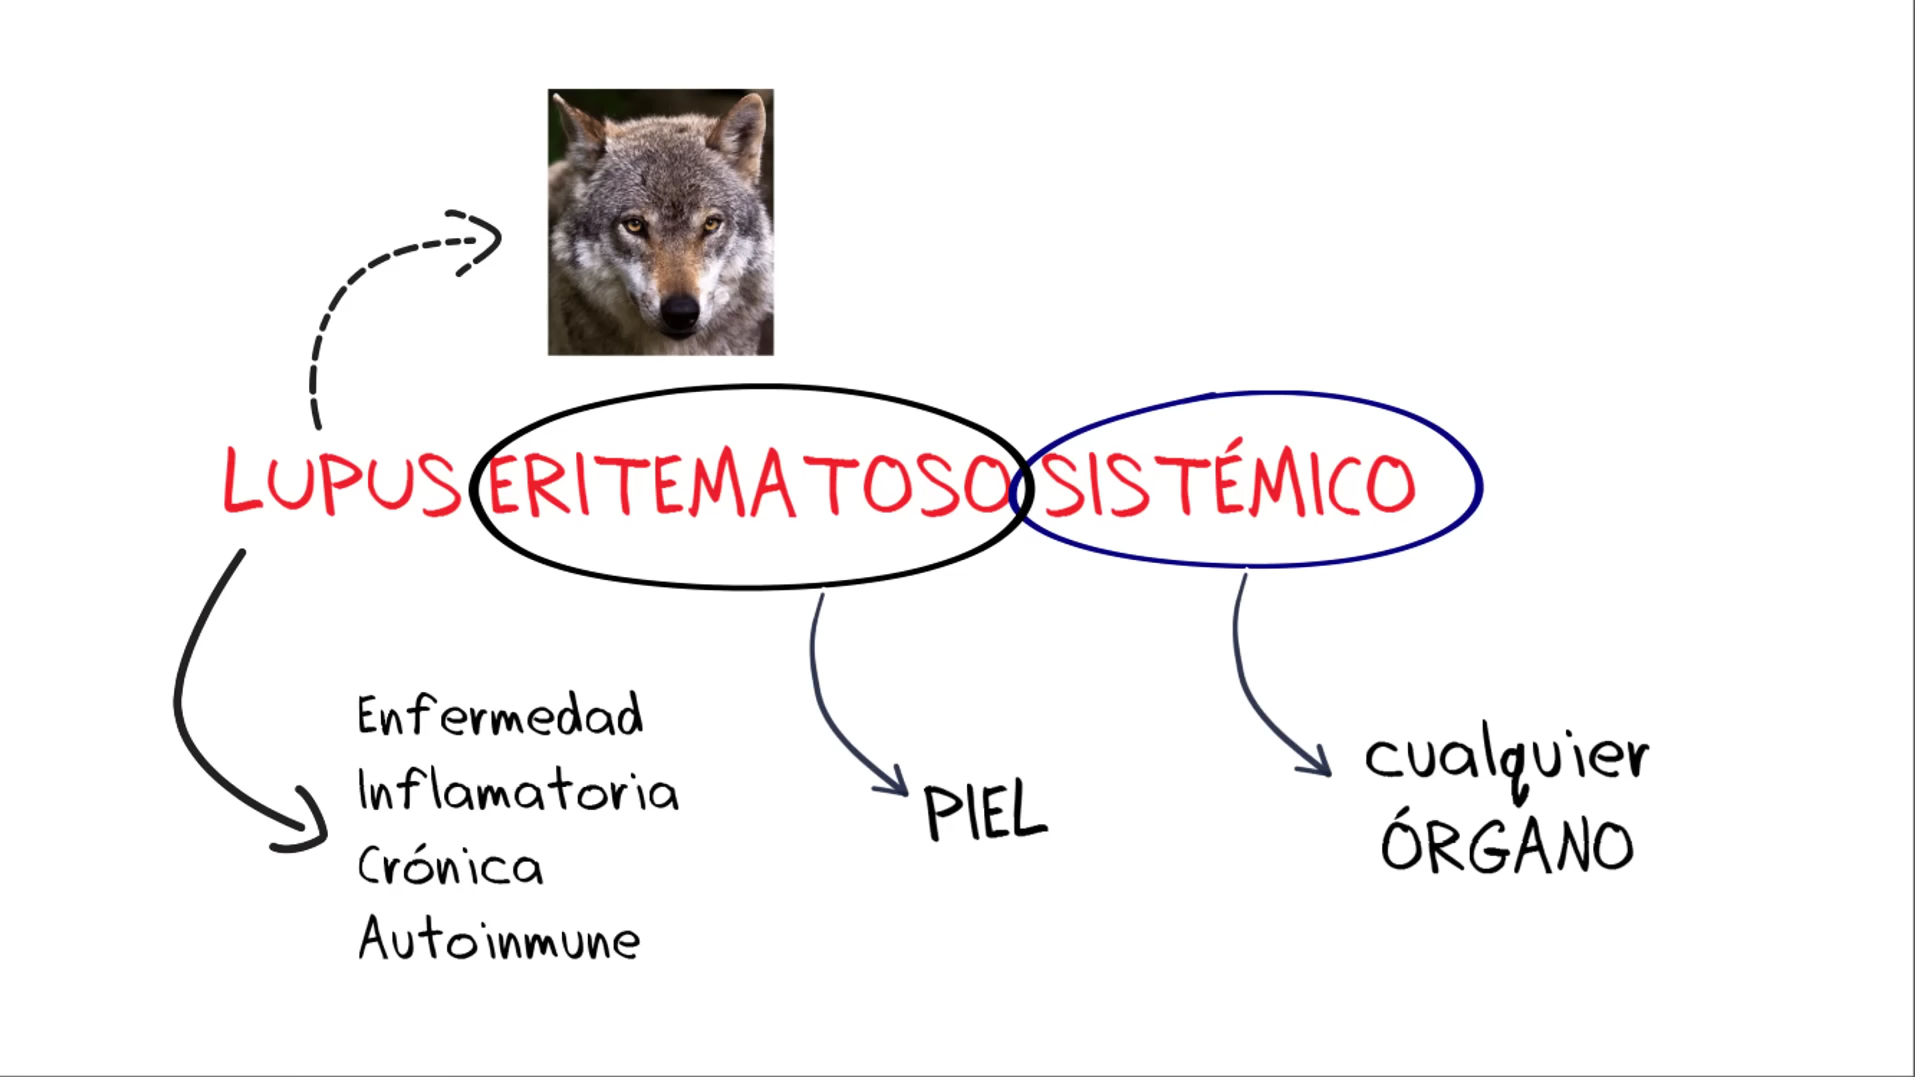 LUPUS ERITEMATOSO SISTÉMICO
Enfermedad
Inflamatoria
Crónica
Autoinmune
PIEL
cualquier
ÓRGANO